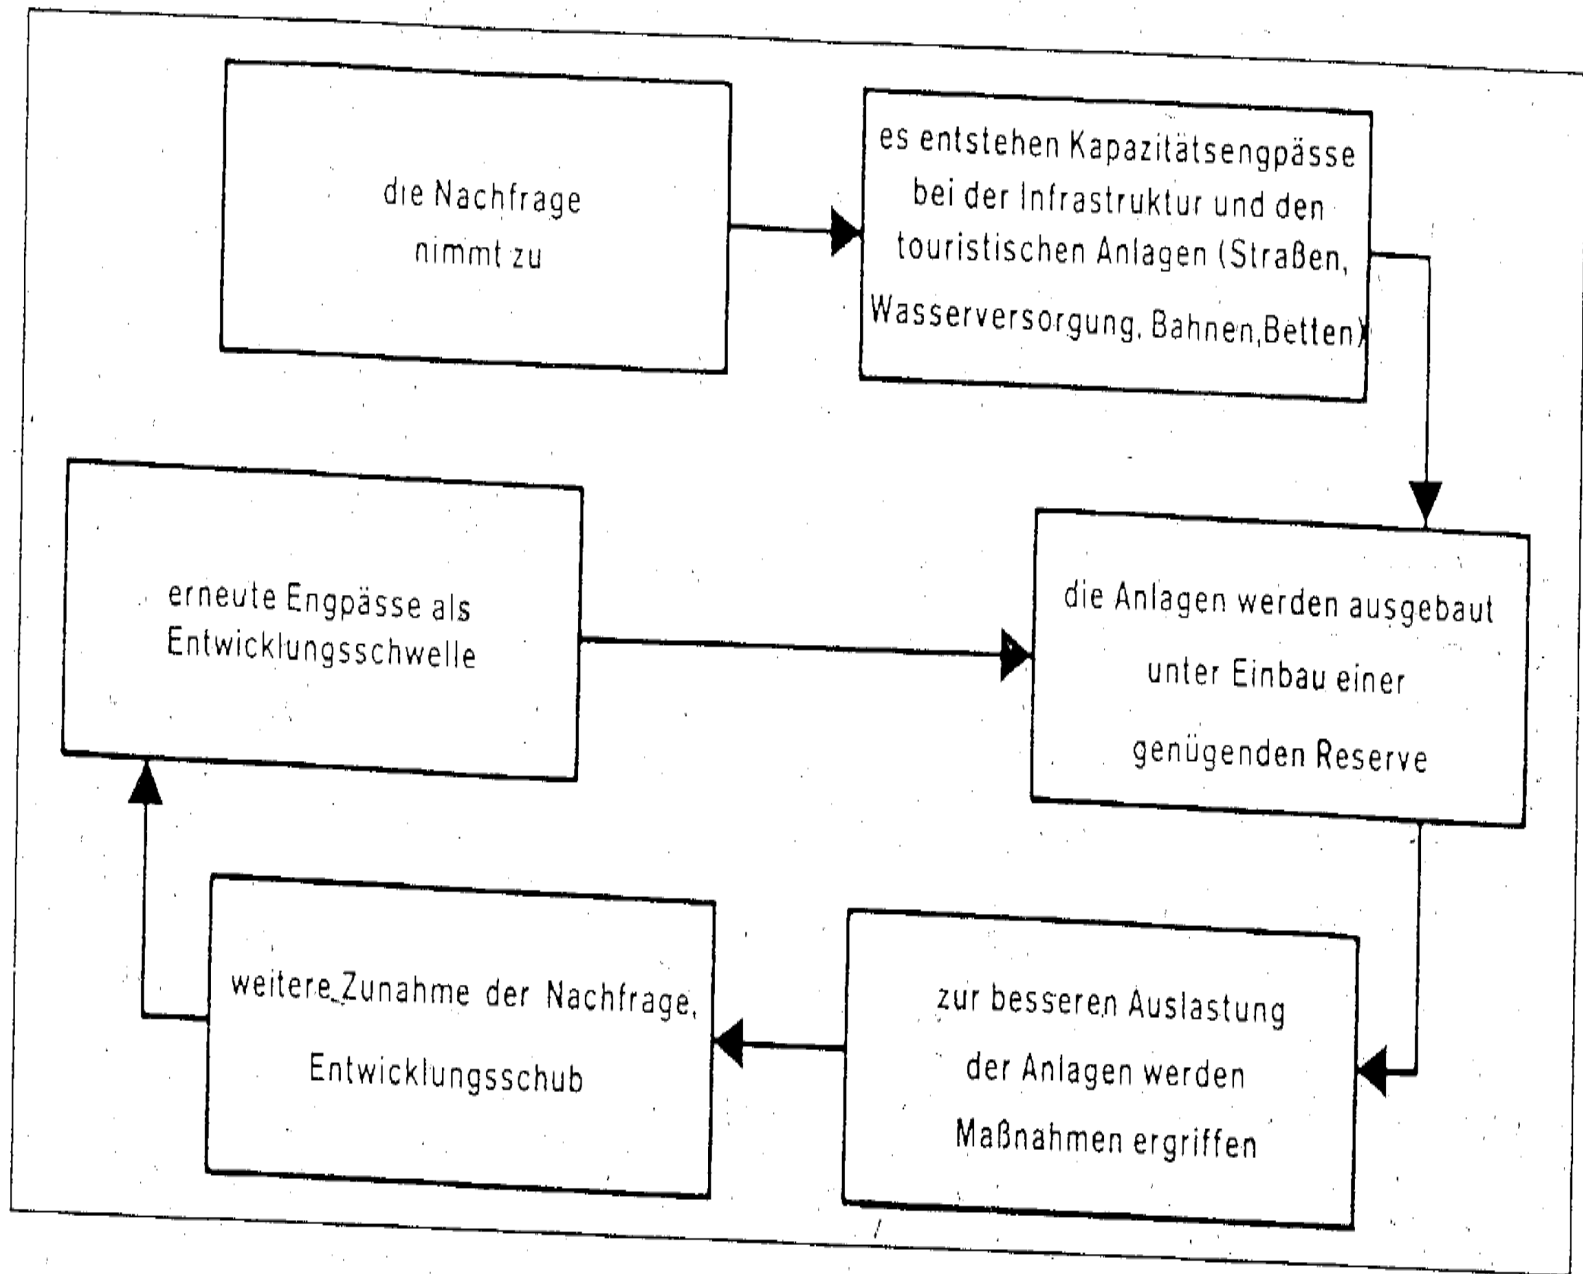 die Nachfrage
nimmt zu
es entstehen Kapazitätsengpässe
bei der Infrastruktur und den
touristischen Anlagen (Straßen,
Wasserversorgung, Bahnen, Betten)
erneute Engpässe als
Entwicklungsschwelle
die Anlagen werden ausgebaut
unter Einbau einer
genügenden Reserve
weitere Zunahme der Nachfrage,
Entwicklungsschub
zur besseren Auslastung
der Anlagen werden
Maßnahmen ergriffen